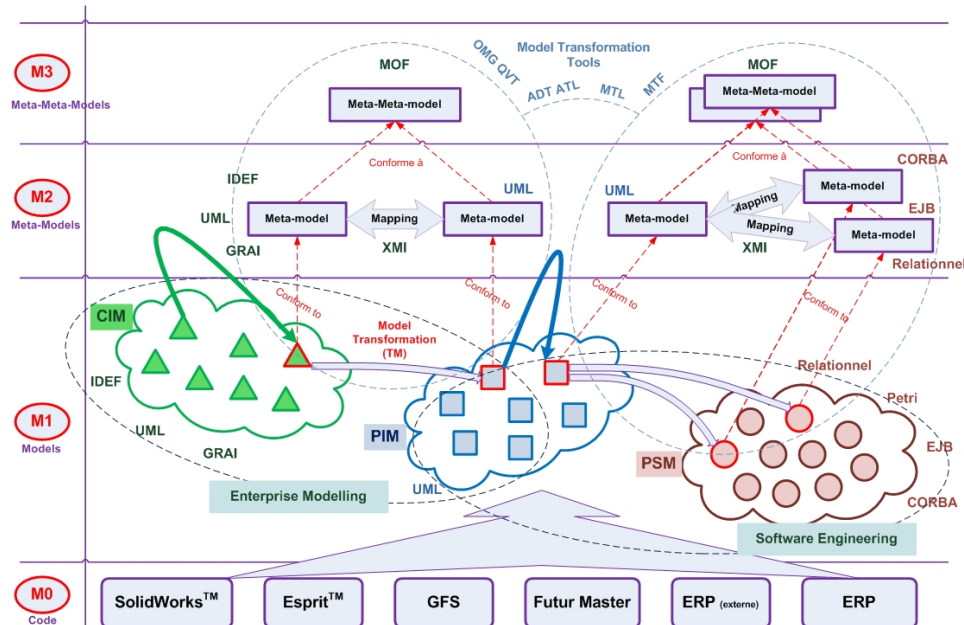 M3
Meta-Meta-Models
MOF
Meta-Meta-model
OMG QVT
Model Transformation
Tools
ADT ATL
MTL
MTF
MOF
Meta-Meta-model
Conforme à
Conforme à
CORBA
M2
Meta-Models
IDEF
UML
GRAI
Meta-model
Mapping
XMI
UML
Meta-model
UML
Meta-model
Mapping
Mapping
XMI
Meta-model
EJB
Meta-model
Relationnel
Conform to
Conform to
Conform to
Conform to
Conform to
M1
Models
CIM
IDEF
UML
GRAI
Model
Transformation
(TM)
Enterprise Modelling
PIM
UML
Relationnel
Petri
PSM
EJB
CORBA
Software Engineering
M0
Code
SolidWorks™
Esprit™
GFS
Futur Master
ERP (externe)
ERP